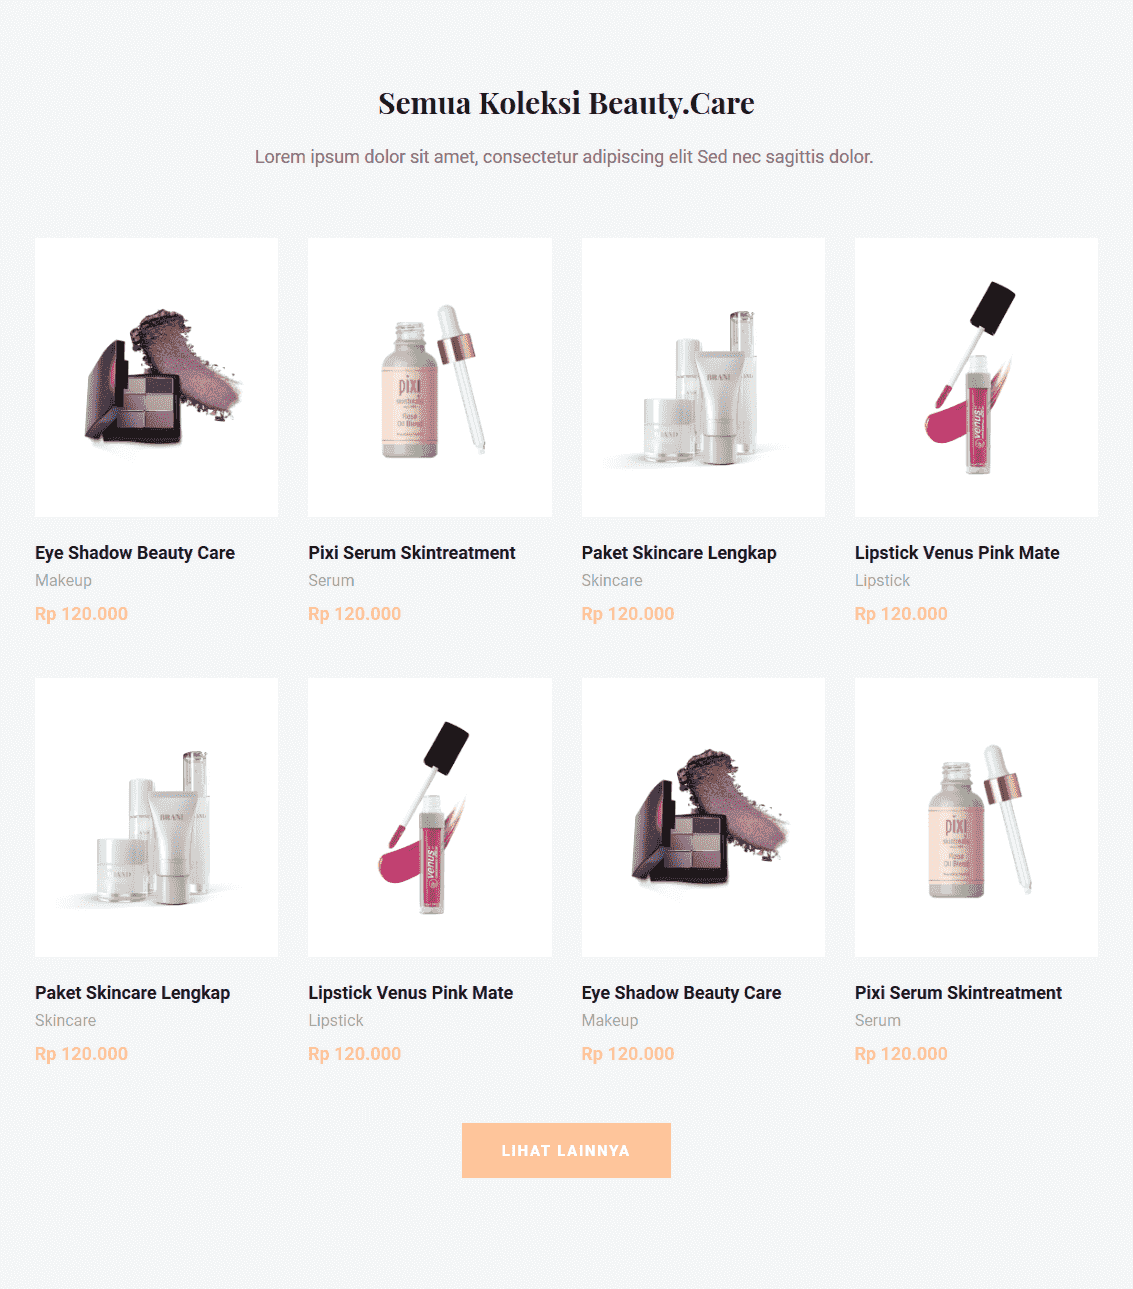 Semua Koleksi Beauty.Care
Lorem ipsum dolor sit amet, consectetur adipiscing elit Sed nec sagittis dolor.
pixi
Rose
Oil Blend
BRAND
venus
Eye Shadow Beauty Care
Pixi Serum Skintreatment
Paket Skincare Lengkap
Lipstick Venus Pink Mate
Makeup
Serum
Skincare
Lipstick
Rp 120.000
Rp 120.000
Rp 120.000
Rp 120.000
BRAND
venus
pixi
Rose
Oil Blend
Paket Skincare Lengkap
Lipstick Venus Pink Mate
Eye Shadow Beauty Care
Pixi Serum Skintreatment
Skincare
Lipstick
Makeup
Serum
Rp 120.000
Rp 120.000
Rp 120.000
Rp 120.000
LIHAT LAINNYA